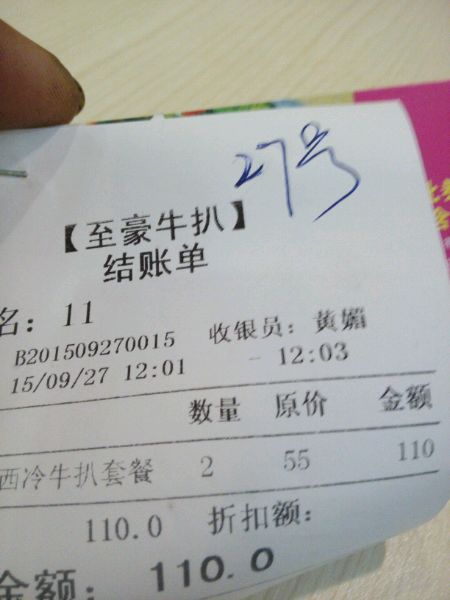 27号
【至豪牛扒】
结账单
名: 11
B201509270015 收银员: 黄媚
15/09/27 12:01 - 12:03
数量 原价 金额
西冷牛扒套餐 2 55 110
110.0 折扣额:
金额: 110.0